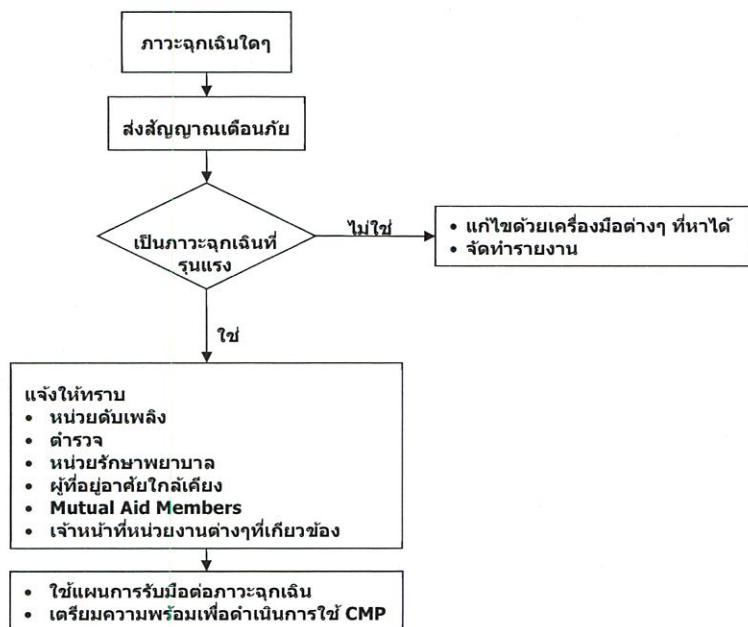 ภาวะฉุกเฉินใดๆ
ส่งสัญญาณเตือนภัย
เป็นภาวะฉุกเฉินที่
รุนแรง
ไม่ใช่
• แก้ไขด้วยเครื่องมือต่างๆ ที่หาได้
• จัดทำรายงาน
ใช่
แจ้งให้ทราบ
• หน่วยดับเพลิง
• ตำรวจ
• หน่วยรักษาพยาบาล
• ผู้ที่อยู่อาศัยใกล้เคียง
• Mutual Aid Members
• เจ้าหน้าที่หน่วยงานต่างๆที่เกี่ยวข้อง
• ใช้แผนการรับมือต่อภาวะฉุกเฉิน
• เตรียมความพร้อมเพื่อดำเนินการใช้ CMP